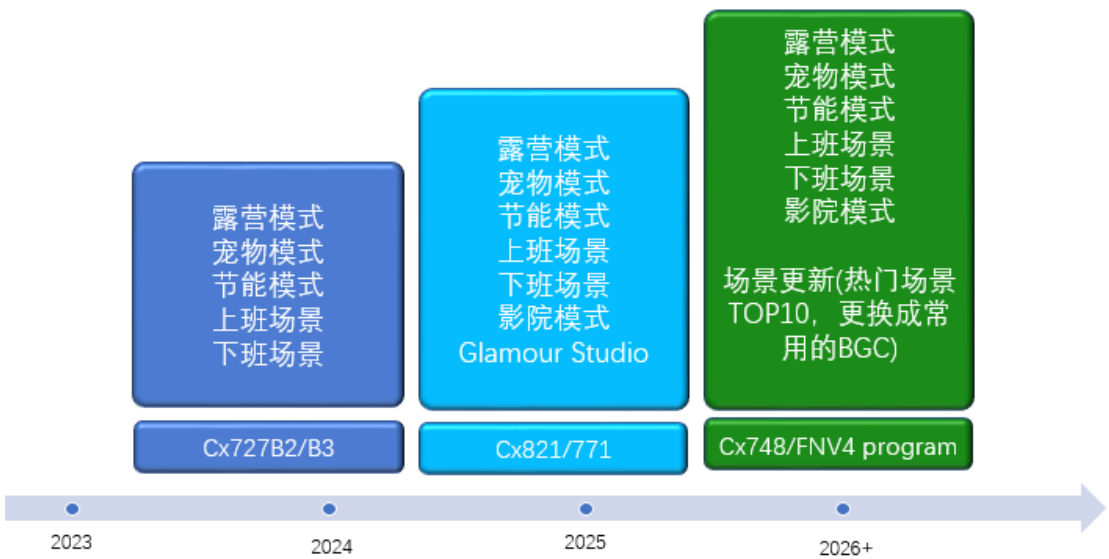 露营模式
宠物模式
节能模式
上班场景
下班场景
Cx727B2/B3
露营模式
宠物模式
节能模式
上班场景
下班场景
影院模式
Glamour Studio
Cx821/771
露营模式
宠物模式
节能模式
上班场景
下班场景
影院模式
场景更新(热门场景
TOP10，更换成常
用的BGC)
Cx748/FNV4 program
2023
2024
2025
2026+